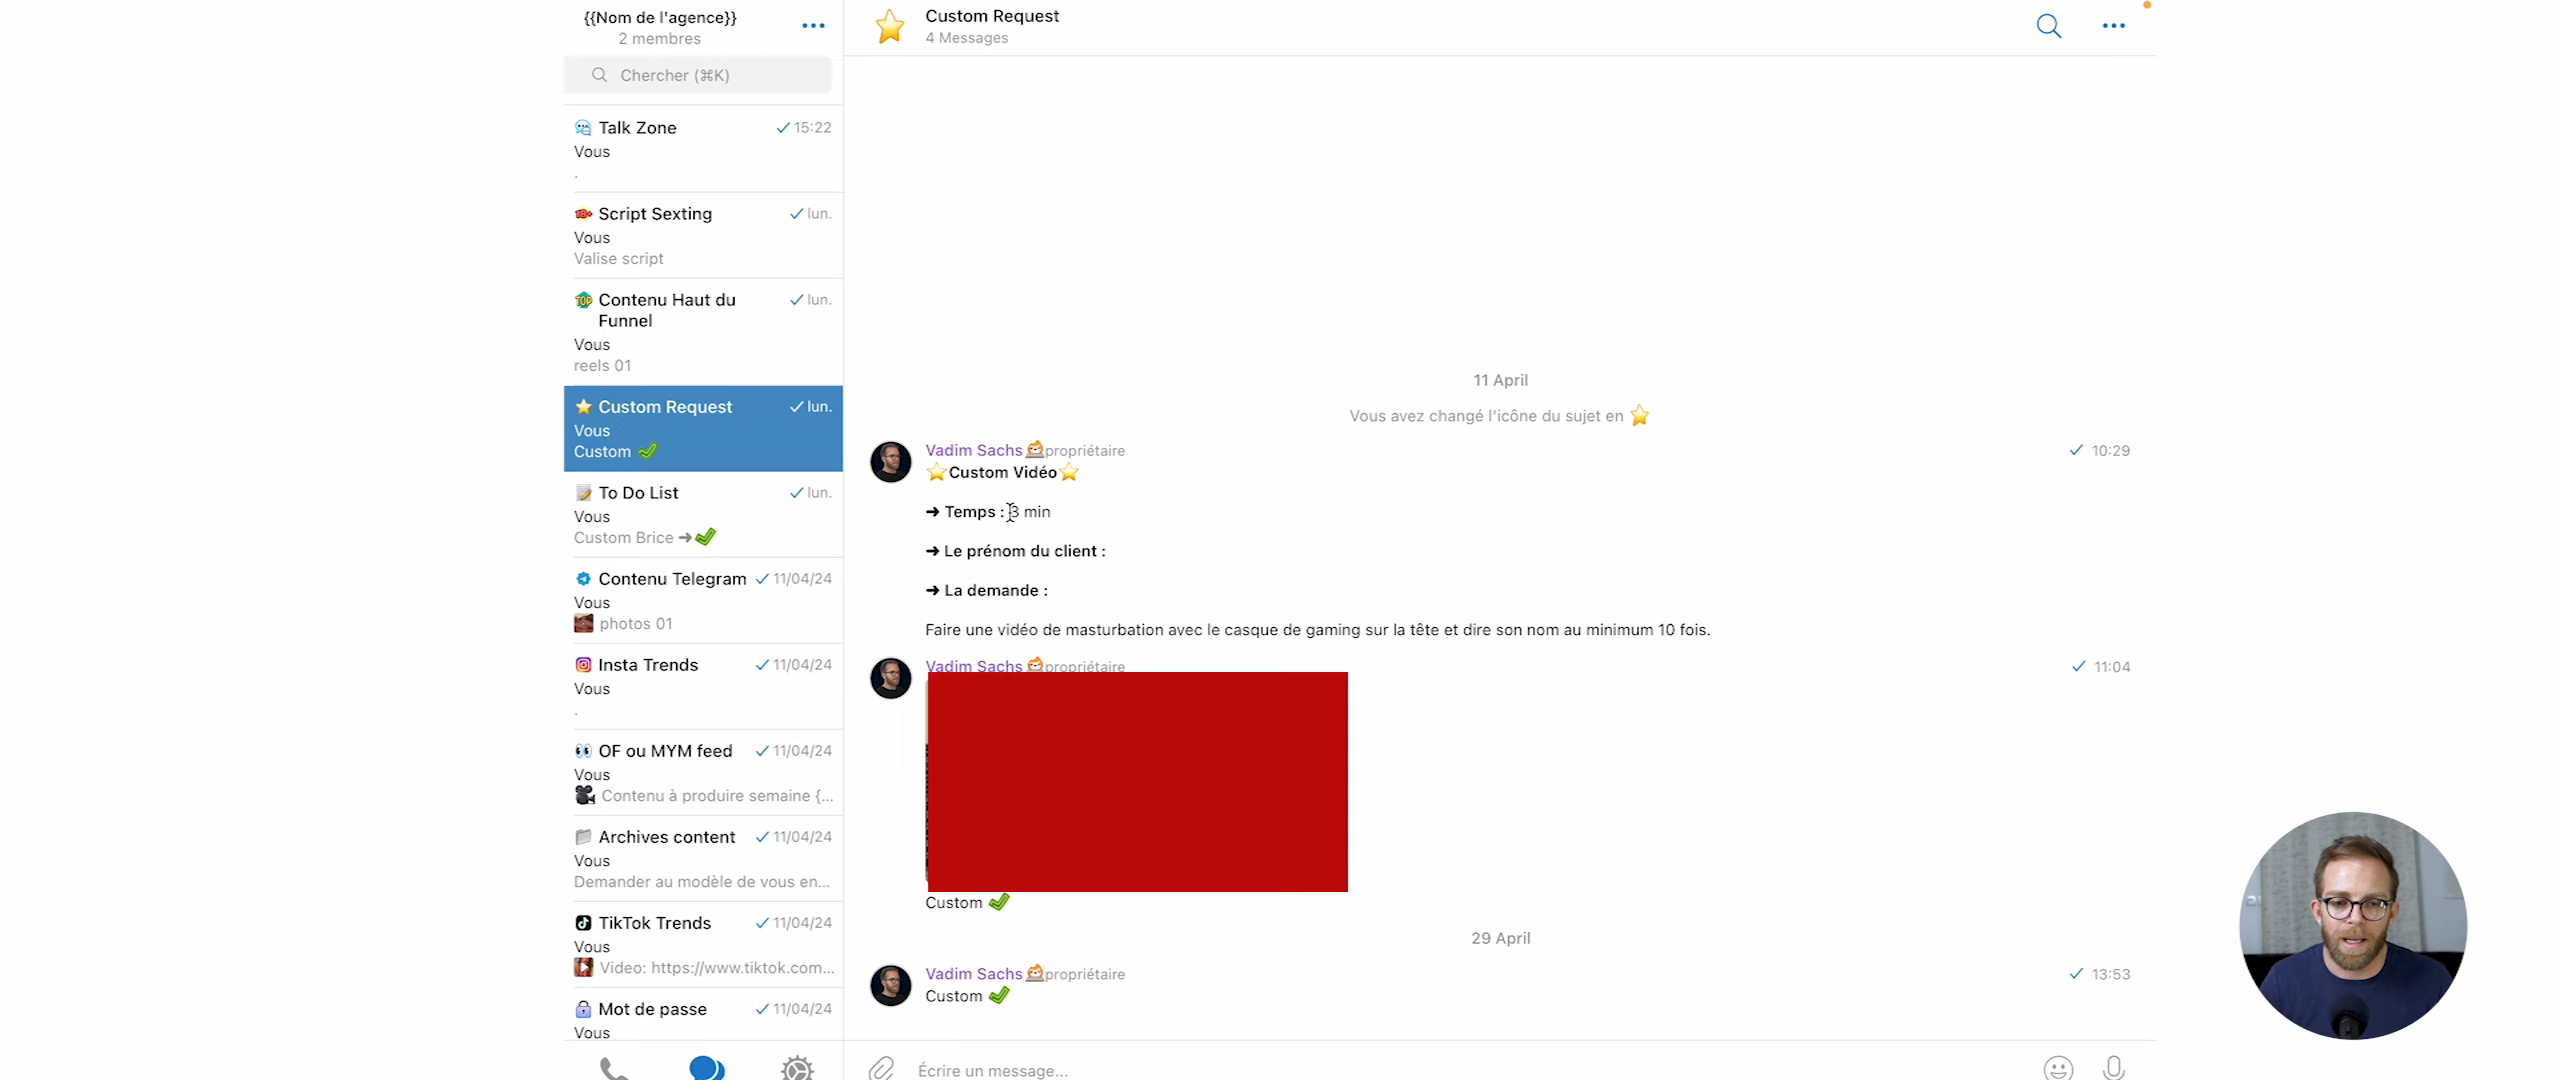 {{Nom de l'agence}}
2 membres
Chercher (⌘K)
Talk Zone
15:22
Vous
.
Script Sexting
lun.
Vous
Valise script
Contenu Haut du
Funnel
lun.
Vous
reels 01
Custom Request
lun.
Vous
Custom
To Do List
lun.
Vous
Custom Brice ➜
Contenu Telegram
11/04/24
Vous
photos 01
Insta Trends
11/04/24
Vous
.
OF ou MYM feed
11/04/24
Vous
Contenu à produire semaine {...
Archives content
11/04/24
Vous
Demander au modèle de vous en...
TikTok Trends
11/04/24
Vous
Video: https://www.tiktok.com...
Mot de passe
11/04/24
Vous
Custom Request
4 Messages
11 April
Vous avez changé l'icône du sujet en ⭐
Vadim Sachs propriétaire
10:29
⭐Custom Vidéo⭐
➜ Temps : 3 min
➜ Le prénom du client :
➜ La demande :
Faire une vidéo de masturbation avec le casque de gaming sur la tête et dire son nom au minimum 10 fois.
Vadim Sachs propriétaire
11:04
Custom
29 April
Vadim Sachs propriétaire
13:53
Custom
Écrire un message...